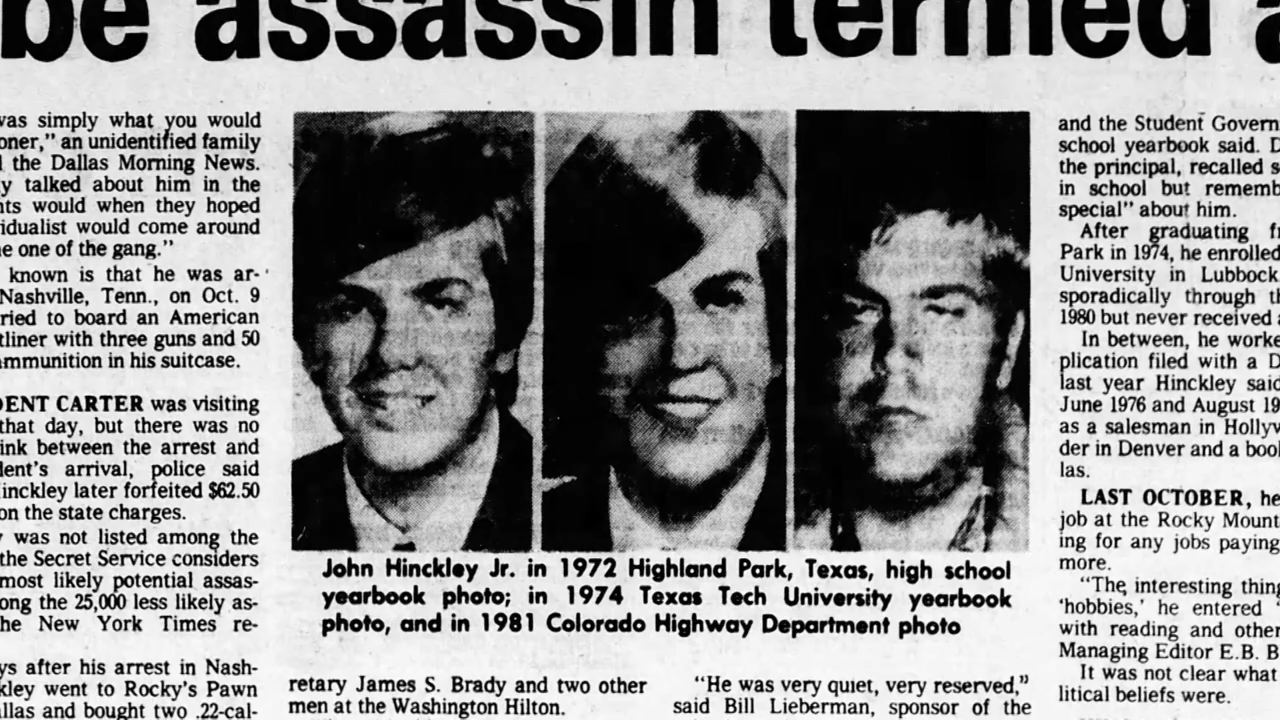 be assassin termed a
was simply what you would
oner," an unidentified family
the Dallas Morning News.
y talked about him in the
nts would when they hoped
idualist would come around
e one of the gang."
known is that he was ar-
Nashville, Tenn., on Oct. 9
ried to board an American
tliner with three guns and 50
ammunition in his suitcase.
DENT CARTER was visiting
that day, but there was no
ink between the arrest and
dent's arrival, police said
inckley later forfeited $62.50
on the state charges.
y was not listed among the
the Secret Service considers
most likely potential assas-
ong the 25,000 less likely as-
he New York Times re-
ys after his arrest in Nash-
kley went to Rocky's Pawn
allas and bought two .22-cal-
John Hinckley Jr. in 1972 Highland Park, Texas, high school
yearbook photo; in 1974 Texas Tech University yearbook
photo, and in 1981 Colorado Highway Department photo
retary James S. Brady and two other
men at the Washington Hilton.
"He was very quiet, very reserved,"
said Bill Lieberman, sponsor of the
and the Student Govern
school yearbook said. D
the principal, recalled s
in school but rememb
special" about him.
After graduating fr
Park in 1974, he enrolled
University in Lubbock
sporadically through th
1980 but never received a
In between, he worke
plication filed with a D
last year Hinckley said
June 1976 and August 19
as a salesman in Hollyw
der in Denver and a book
las.
LAST OCTOBER, he
job at the Rocky Mount
ing for any jobs paying
more.
"The interesting thing
'hobbies,' he entered '
with reading and other
Managing Editor E.B. B
It was not clear what
litical beliefs were.